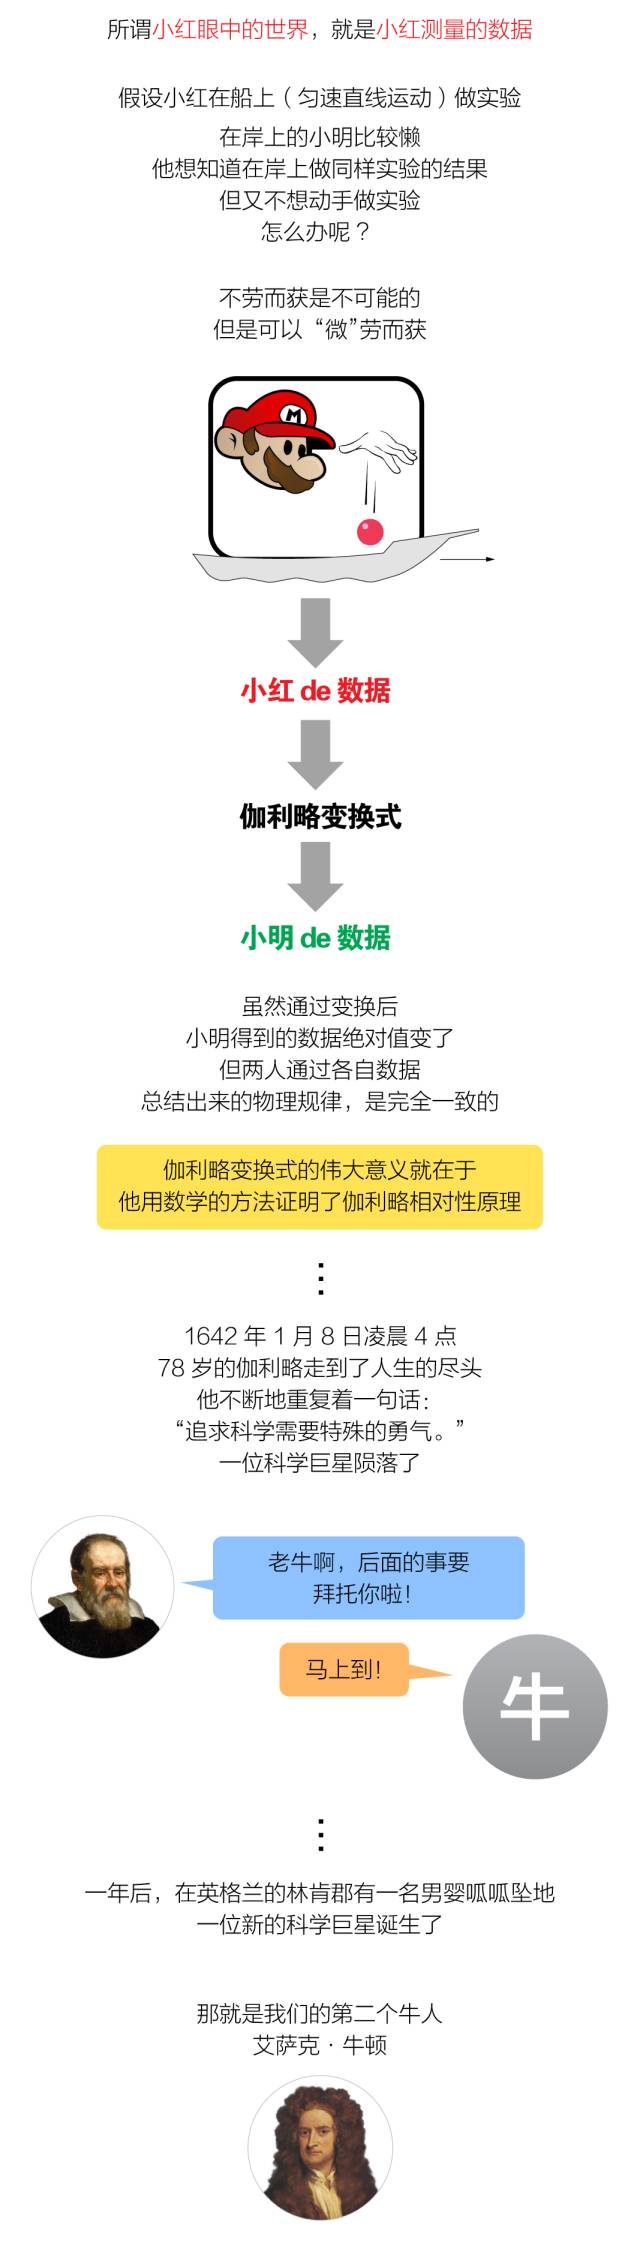 所谓小红眼中的世界，就是小红测量的数据
假设小红在船上（匀速直线运动）做实验
在岸上的小明比较懒
他想知道在岸上做同样实验的结果
但又不想动手做实验
怎么办呢？
不劳而获是不可能的
但是可以“微”劳而获
M
小红 de 数据
伽利略变换式
小明 de 数据
虽然通过变换后
小明得到的数据绝对值变了
但两人通过各自数据
总结出来的物理规律，是完全一致的
伽利略变换式的伟大意义就在于
他用数学的方法证明了伽利略相对性原理
⋮
1642 年 1 月 8 日凌晨 4 点
78 岁的伽利略走到了人生的尽头
他不断地重复着一句话：
“追求科学需要特殊的勇气。”
一位科学巨星陨落了
老牛啊，后面的事要
拜托你啦！
马上到！
牛
⋮
一年后，在英格兰的林肯郡有一名男婴呱呱坠地
一位新的科学巨星诞生了
那就是我们的第二个牛人
艾萨克·牛顿